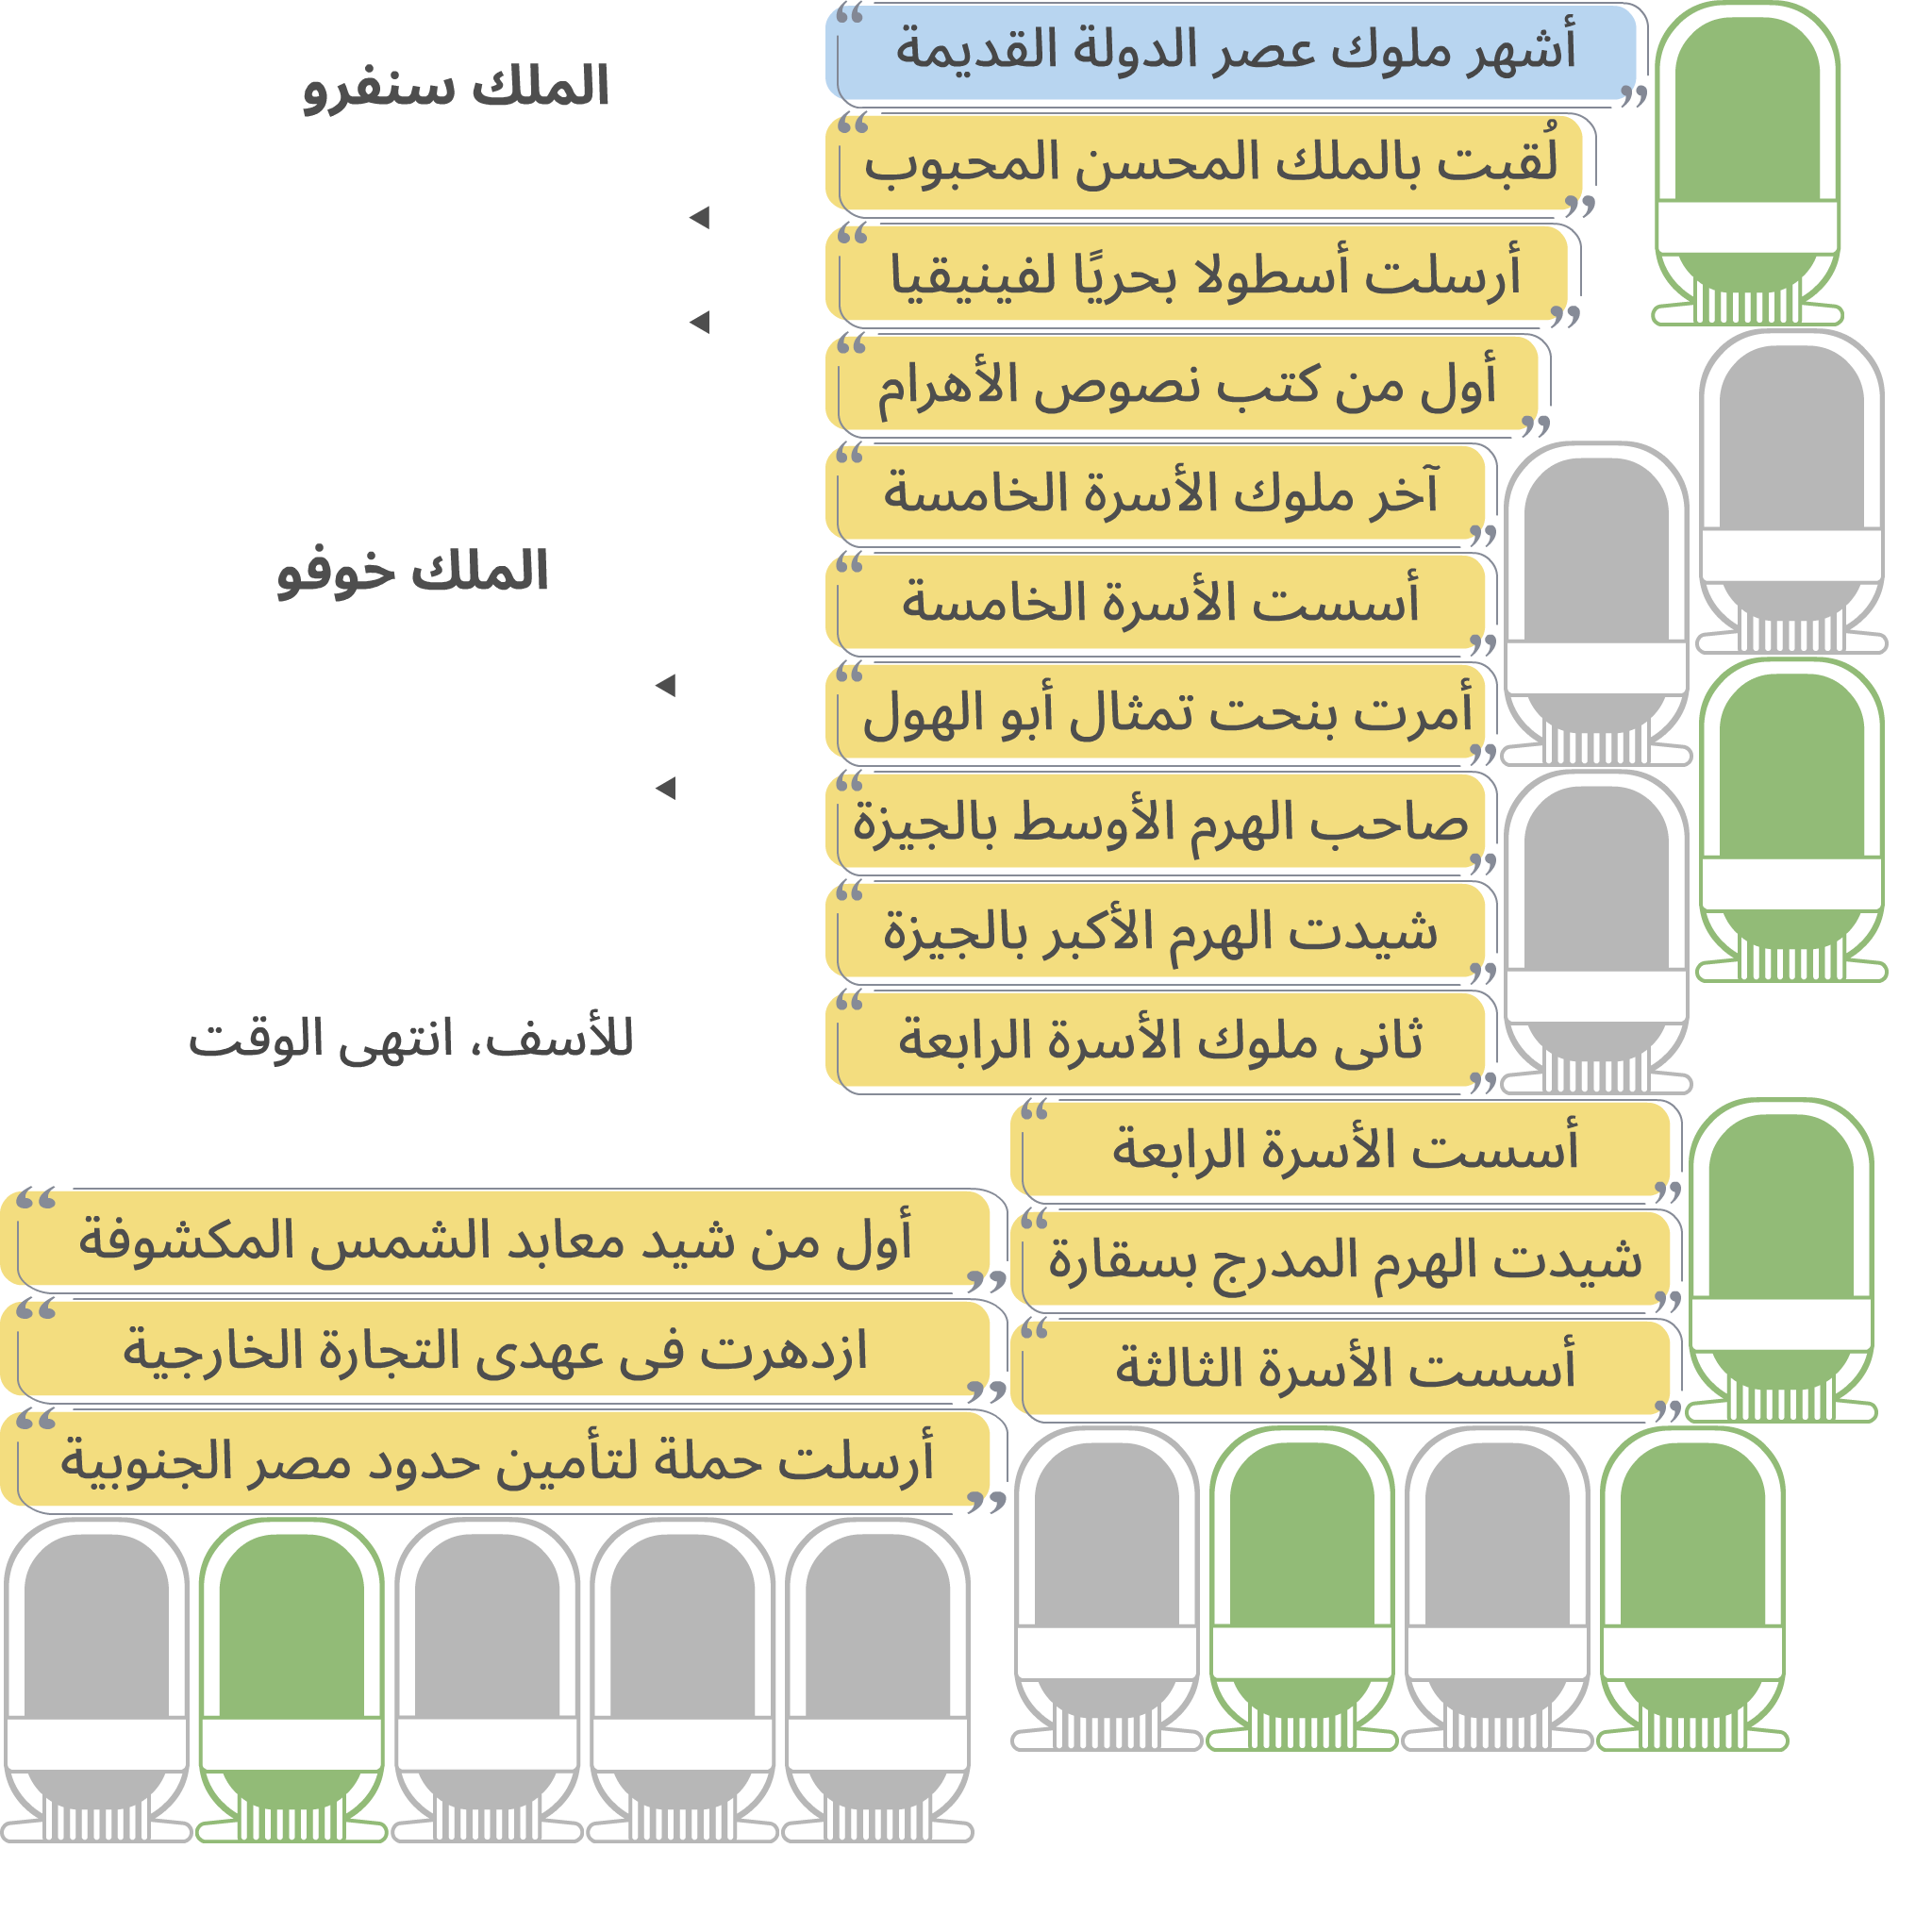 أشهر ملوك عصر الدولة القديمة
الملك سنفرو
لُقبت بالملك المحسن المحبوب
أرسلت أسطولا بحريًا لفينيقيا
أول من كتب نصوص الأهرام
آخر ملوك الأسرة الخامسة
الملك خوفو
أسست الأسرة الخامسة
أمرت بنحت تمثال أبو الهول
صاحب الهرم الأوسط بالجيزة
شيدت الهرم الأكبر بالجيزة
ثانى ملوك الأسرة الرابعة
للأسف، انتهى الوقت
أسست الأسرة الرابعة
شيدت الهرم المدرج بسقارة
أسست الأسرة الثالثة
أول من شيد معابد الشمس المكشوفة
ازدهرت فى عهدى التجارة الخارجية
أرسلت حملة لتأمين حدود مصر الجنوبية